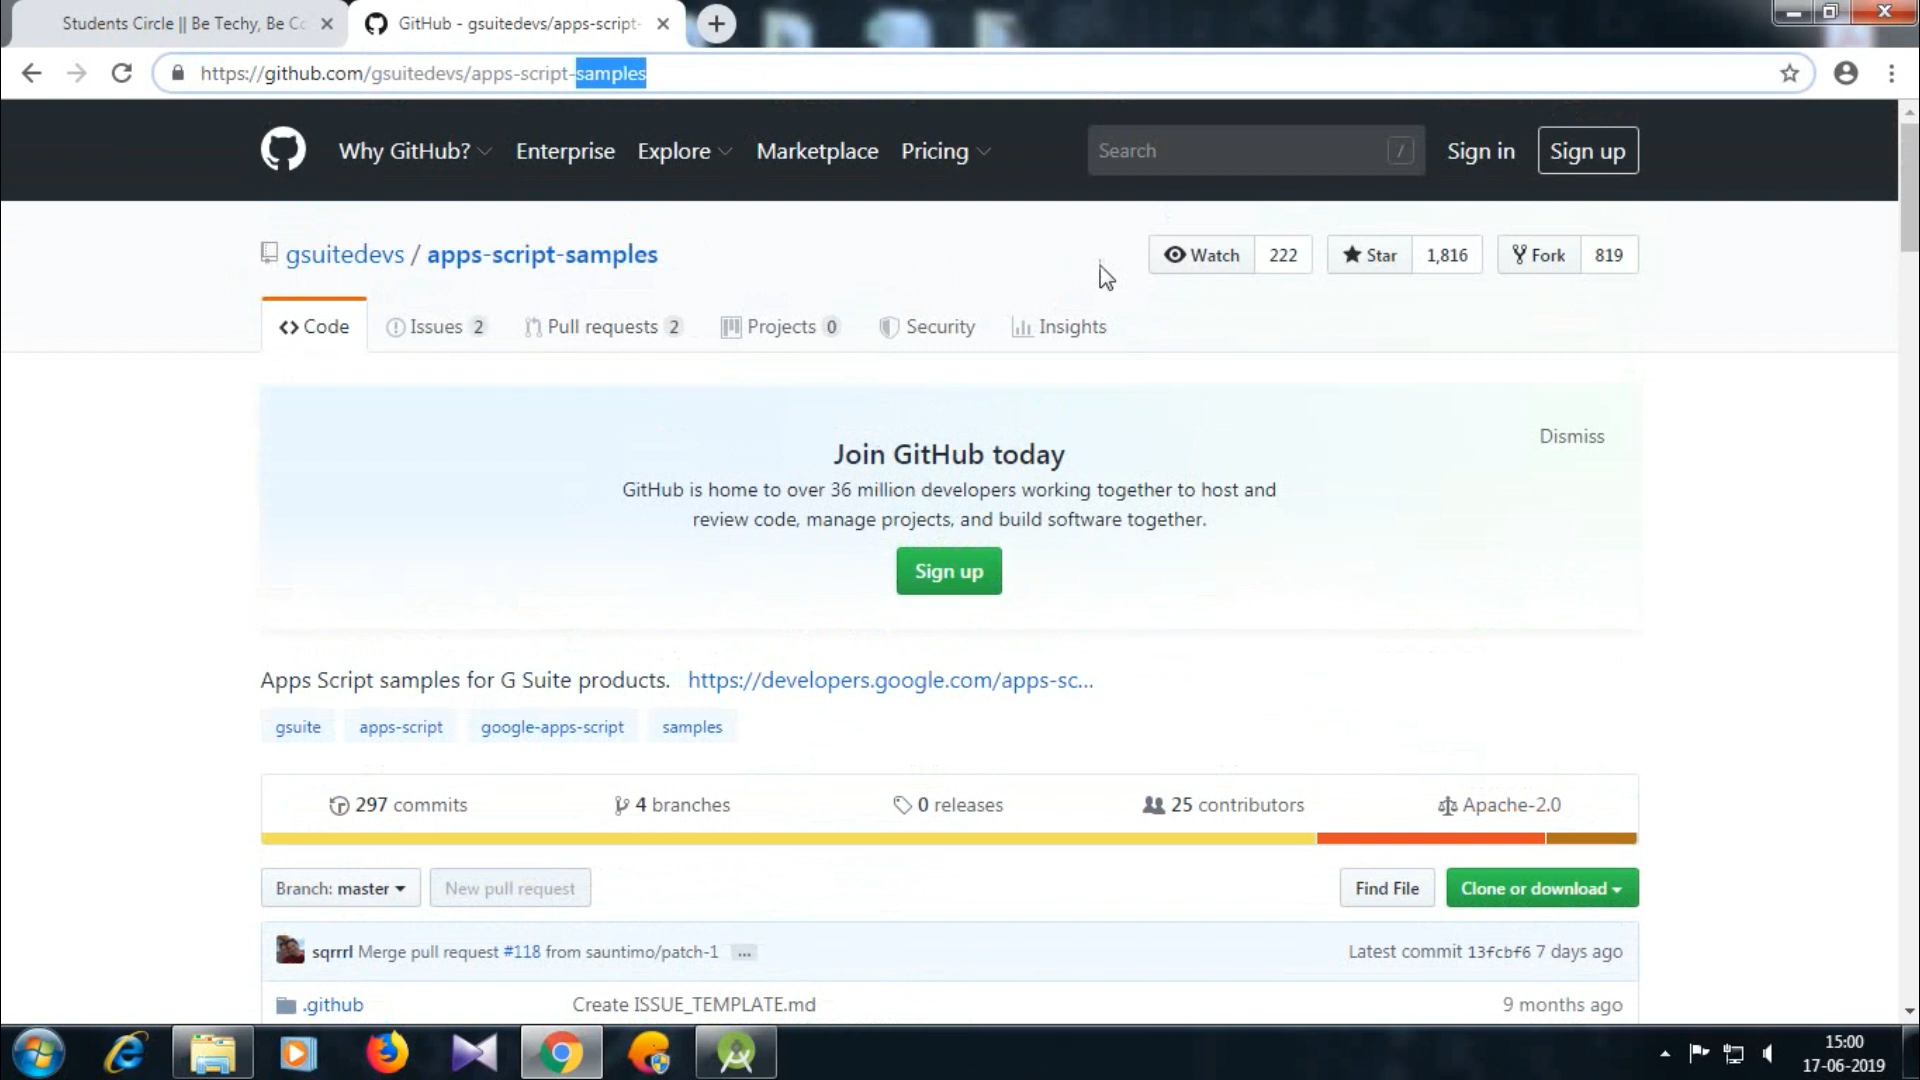 Students Circle || Be Techy, Be Co
GitHub - gsuitedevs/apps-script-
https://github.com/gsuitedevs/apps-script-samples
Why GitHub? Enterprise Explore Marketplace Pricing Search / Sign in Sign up
gsuitedevs / apps-script-samples
Watch 222 Star 1,816 Fork 819
Code Issues 2 Pull requests 2 Projects 0 Security Insights
Join GitHub today
Dismiss
GitHub is home to over 36 million developers working together to host and
review code, manage projects, and build software together.
Sign up
Apps Script samples for G Suite products. https://developers.google.com/apps-sc...
gsuite apps-script google-apps-script samples
297 commits 4 branches 0 releases 25 contributors Apache-2.0
Branch: master New pull request Find File Clone or download
sqrrrl Merge pull request #118 from sauntimo/patch-1 ... Latest commit 13fcbf6 7 days ago
.github Create ISSUE_TEMPLATE.md 9 months ago
15:00
17-06-2019